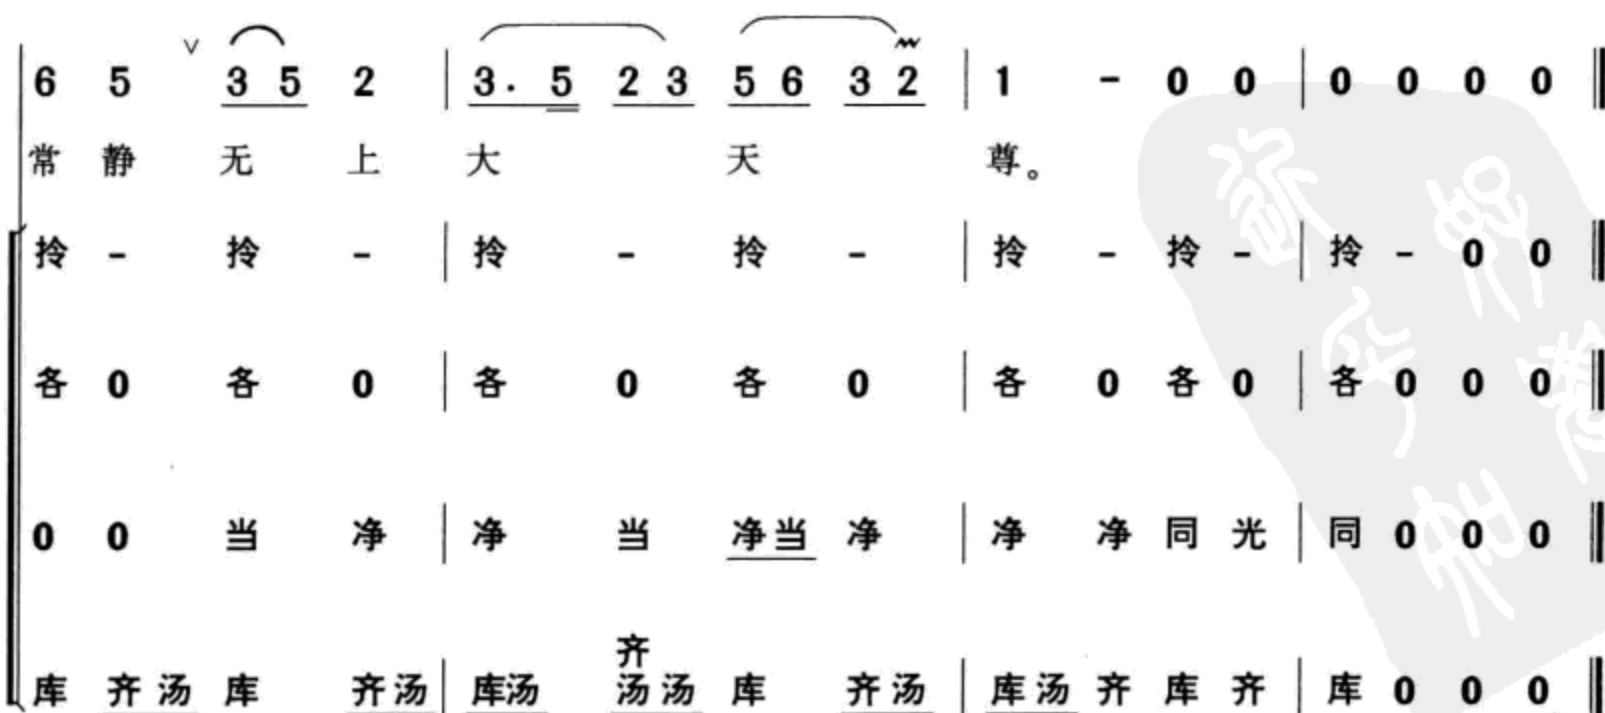 6 5 ∨ 3 5 2 | 3. 5 2 3 5 6 3 2 | 1 - 0 0 | 0 0 0 0 ‖
常 静 无 上 大 天 尊。
拎 - 拎 - | 拎 - 拎 - | 拎 - 拎 - | 拎 - 0 0 ‖
各 0 各 0 | 各 0 各 0 | 各 0 各 0 | 各 0 0 0 ‖
0 0 当 净 | 净 当 净当 净 | 净 净 同 光 | 同 0 0 0 ‖
齐
库 齐汤 库 齐汤 | 库汤 汤汤 库 齐汤 | 库汤 齐 库 齐 | 库 0 0 0 ‖